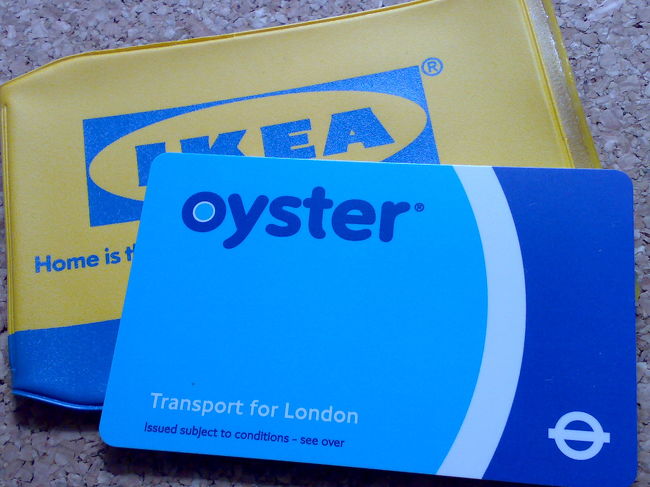 IKEA®
Home is th
oyster®
Transport for London
Issued subject to conditions - see over